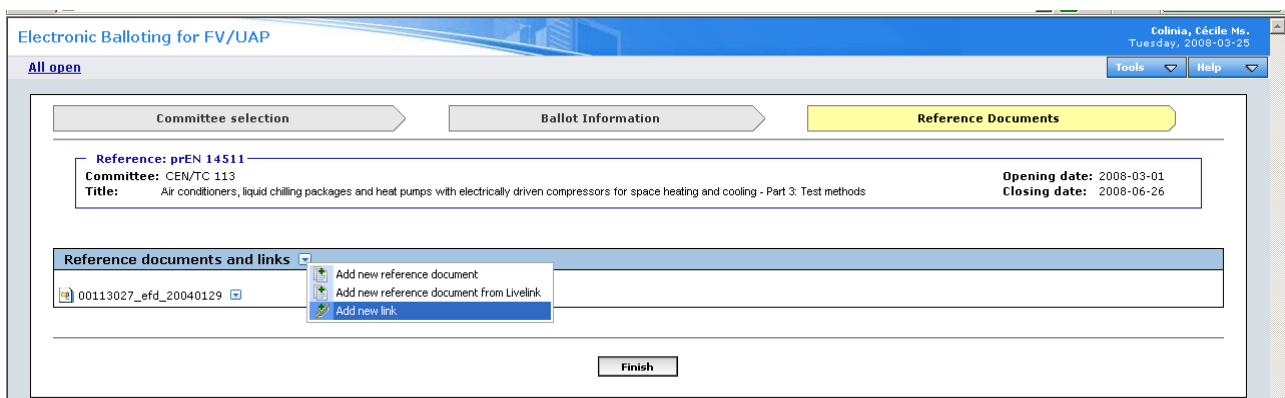 Electronic Balloting for FV/UAP
Colinia, Cécile Ms.
Tuesday, 2008-03-25
All open
Tools
Help
Committee selection
Ballot Information
Reference Documents
Reference: prEN 14511
Committee: CEN/TC 113
Opening date: 2008-03-01
Title: Air conditioners, liquid chilling packages and heat pumps with electrically driven compressors for space heating and cooling - Part 3: Test methods
Closing date: 2008-06-26
Reference documents and links
Add new reference document
Add new reference document from Livelink
00113027_efd_20040129
Add new link
Finish